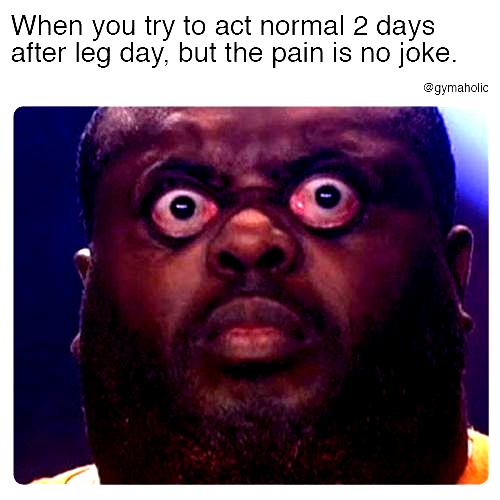 When you try to act normal 2 days
after leg day, but the pain is no joke.
@gymaholic